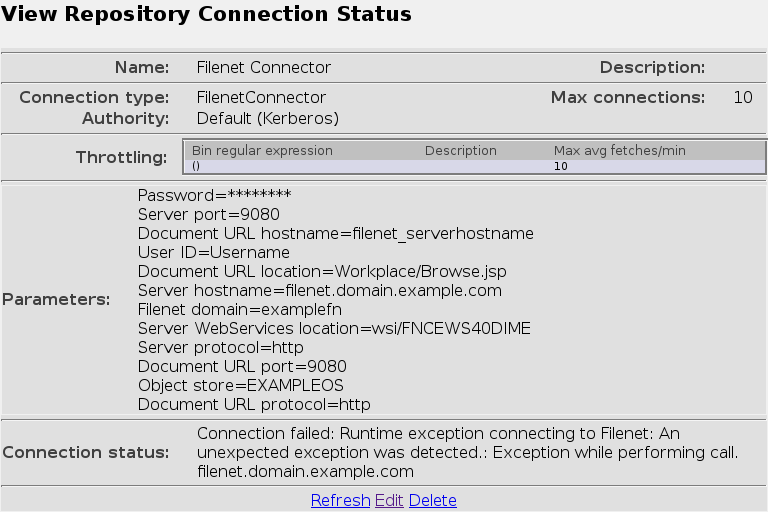 View Repository Connection Status
Name: Filenet Connector Description:
Connection type: FilenetConnector Max connections: 10
Authority: Default (Kerberos)
Throttling:
Bin regular expression Description Max avg fetches/min
() 10
Parameters:
Password=********
Server port=9080
Document URL hostname=filenet_serverhostname
User ID=Username
Document URL location=Workplace/Browse.jsp
Server hostname=filenet.domain.example.com
Filenet domain=examplefn
Server WebServices location=wsi/FNCEWS40DIME
Server protocol=http
Document URL port=9080
Object store=EXAMPLEOS
Document URL protocol=http
Connection status:
Connection failed: Runtime exception connecting to Filenet: An
unexpected exception was detected.: Exception while performing call.
filenet.domain.example.com
Refresh Edit Delete